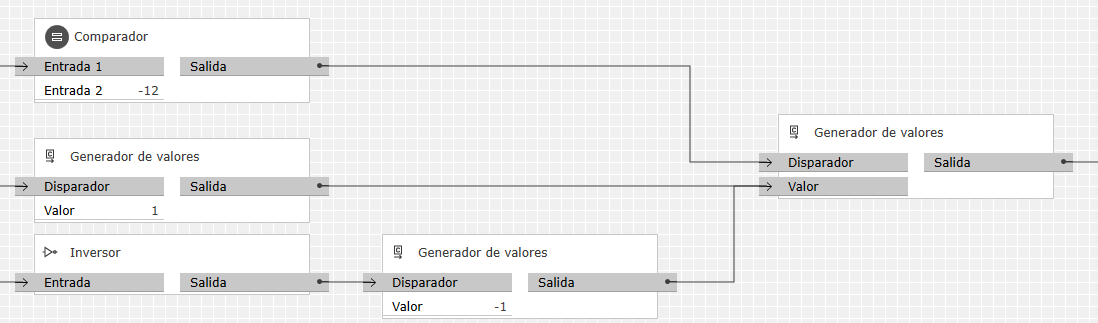 Comparador
Entrada 1 Salida
Entrada 2 -12
Generador de valores
Disparador Salida
Valor 1
Inversor
Entrada Salida
Generador de valores
Disparador Salida
Valor -1
Generador de valores
Disparador Salida
Valor